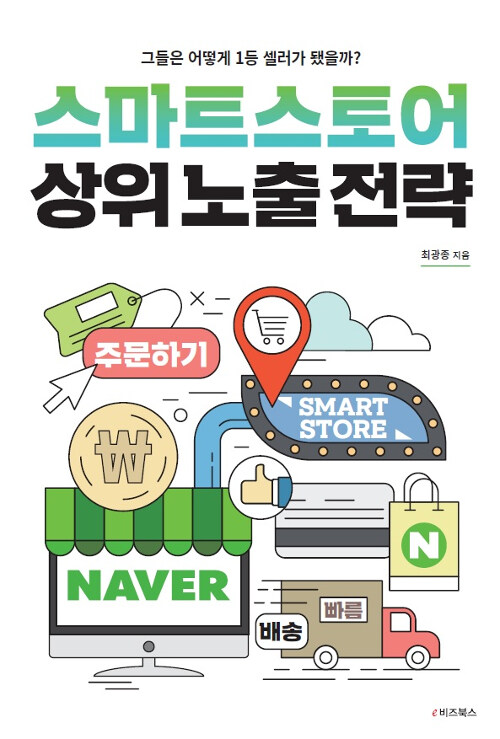 그들은 어떻게 1등 셀러가 됐을까?
스마트스토어
상위 노출 전략
최광종 지음
주문하기
SMART
STORE
₩
N
NAVER
빠름
배송
e비즈북스